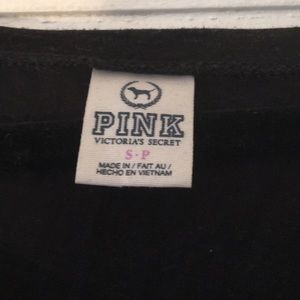 PINK
VICTORIA'S SECRET
S-P
MADE IN / FAIT AU /
HECHO EN VIETNAM